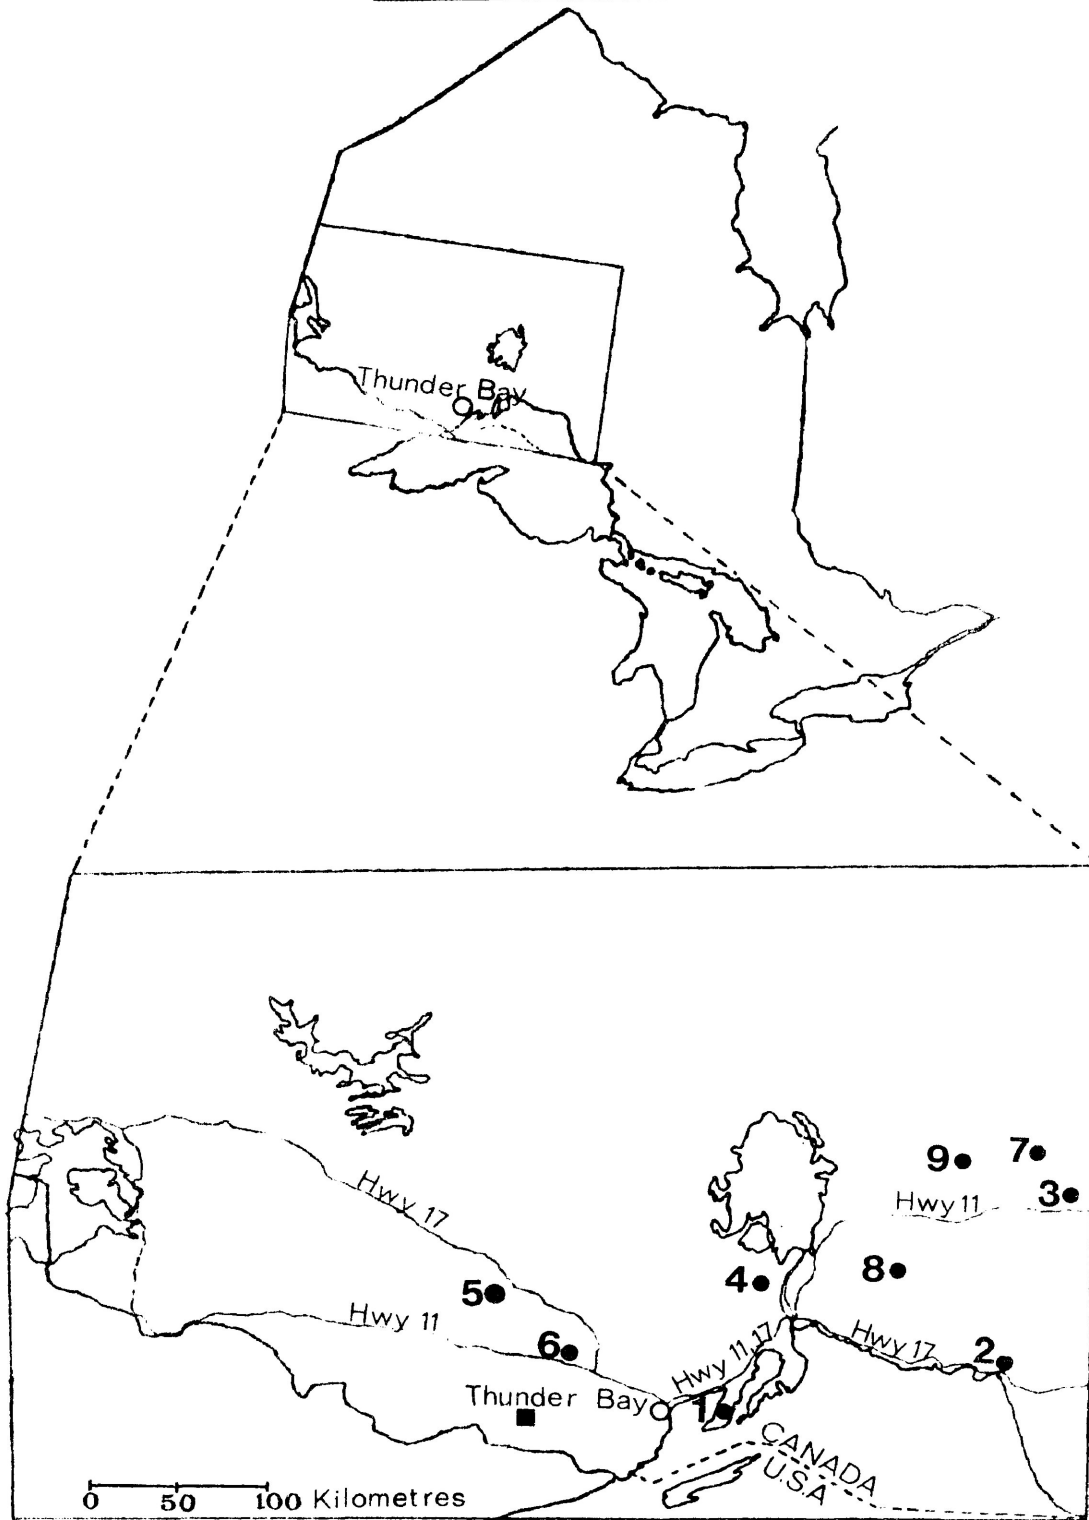 Thunder Bay
Hwy 17
9
7
3
Hwy 11
8
4
5
Hwy 11
6
Hwy 11,17
Hwy 17
2
Thunder Bay
1
CANADA
U.S.A
0 50 100 Kilometres